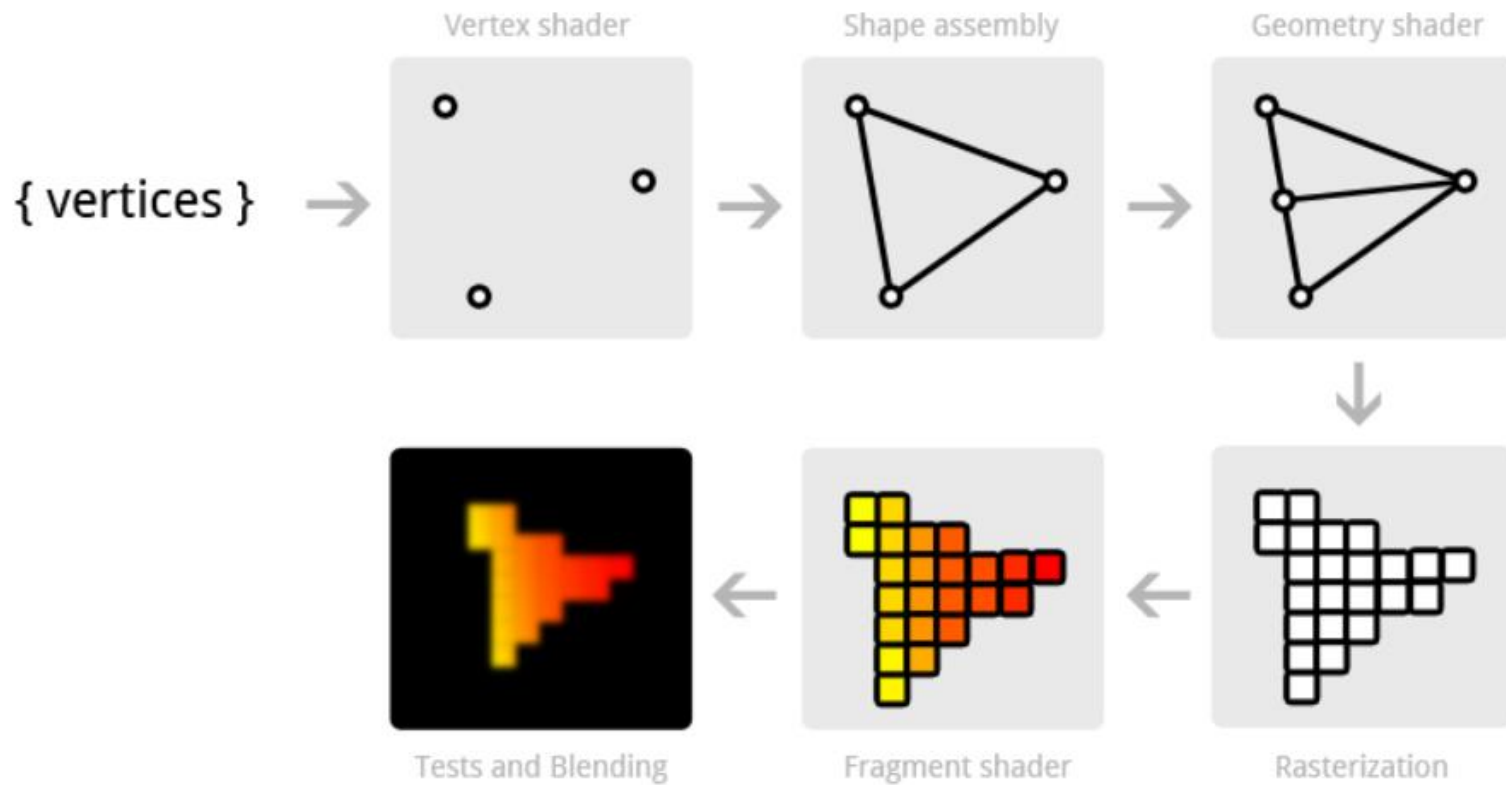 Vertex shader
Shape assembly
Geometry shader
{ vertices }
Tests and Blending
Fragment shader
Rasterization